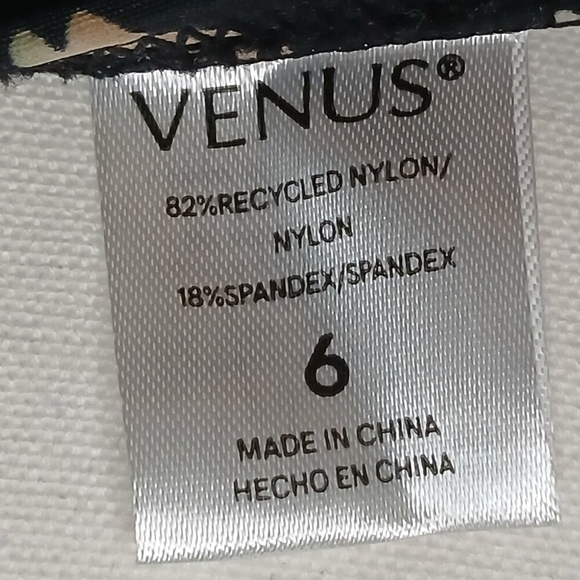 VENUS®
82%RECYCLED NYLON/
NYLON
18%SPANDEX/SPANDEX
6
MADE IN CHINA
HECHO EN CHINA